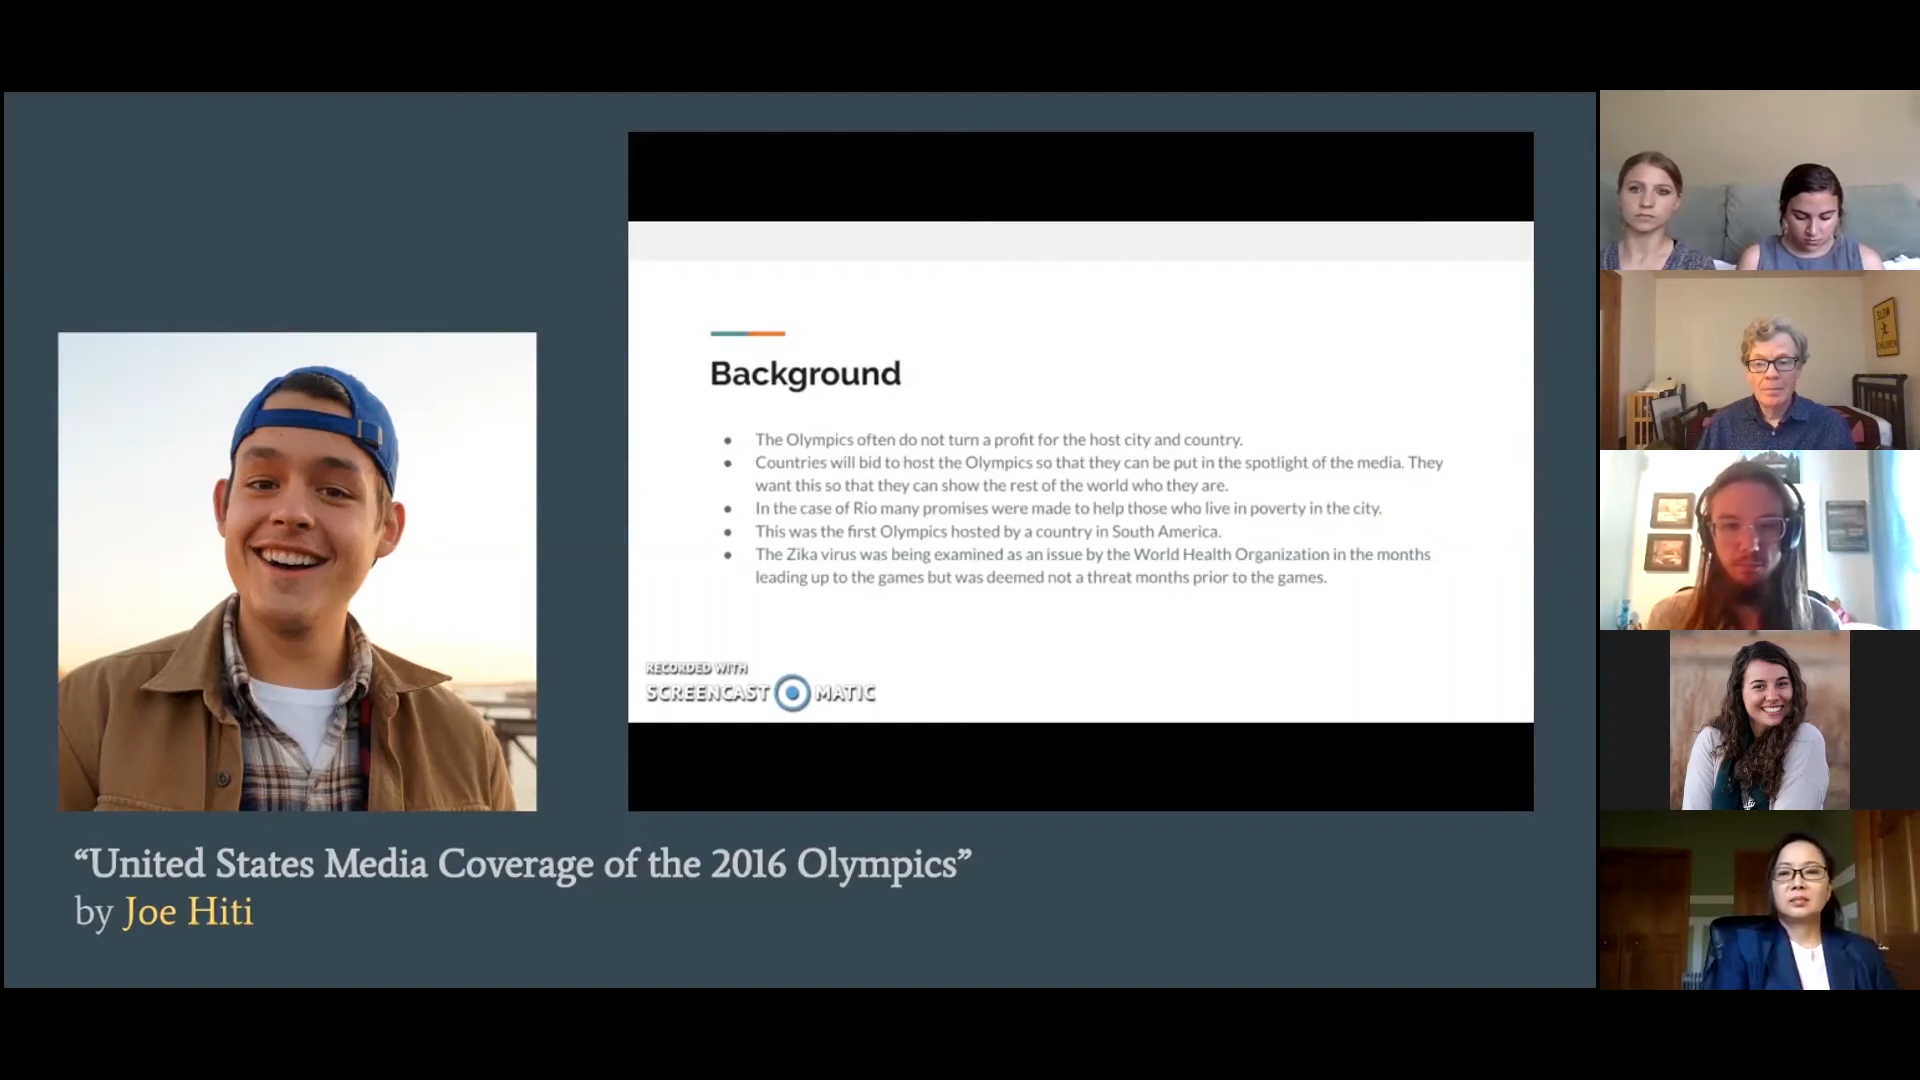 Background
● The Olympics often do not turn a profit for the host city and country.
● Countries will bid to host the Olympics so that they can be put in the spotlight of the media. They
want this so that they can show the rest of the world who they are.
● In the case of Rio many promises were made to help those who live in poverty in the city.
● This was the first Olympics hosted by a country in South America.
● The Zika virus was being examined as an issue by the World Health Organization in the months
leading up to the games but was deemed not a threat months prior to the games.
RECORDED WITH
SCREENCAST MATIC
“United States Media Coverage of the 2016 Olympics”
by Joe Hiti
SLOW
CHILDREN